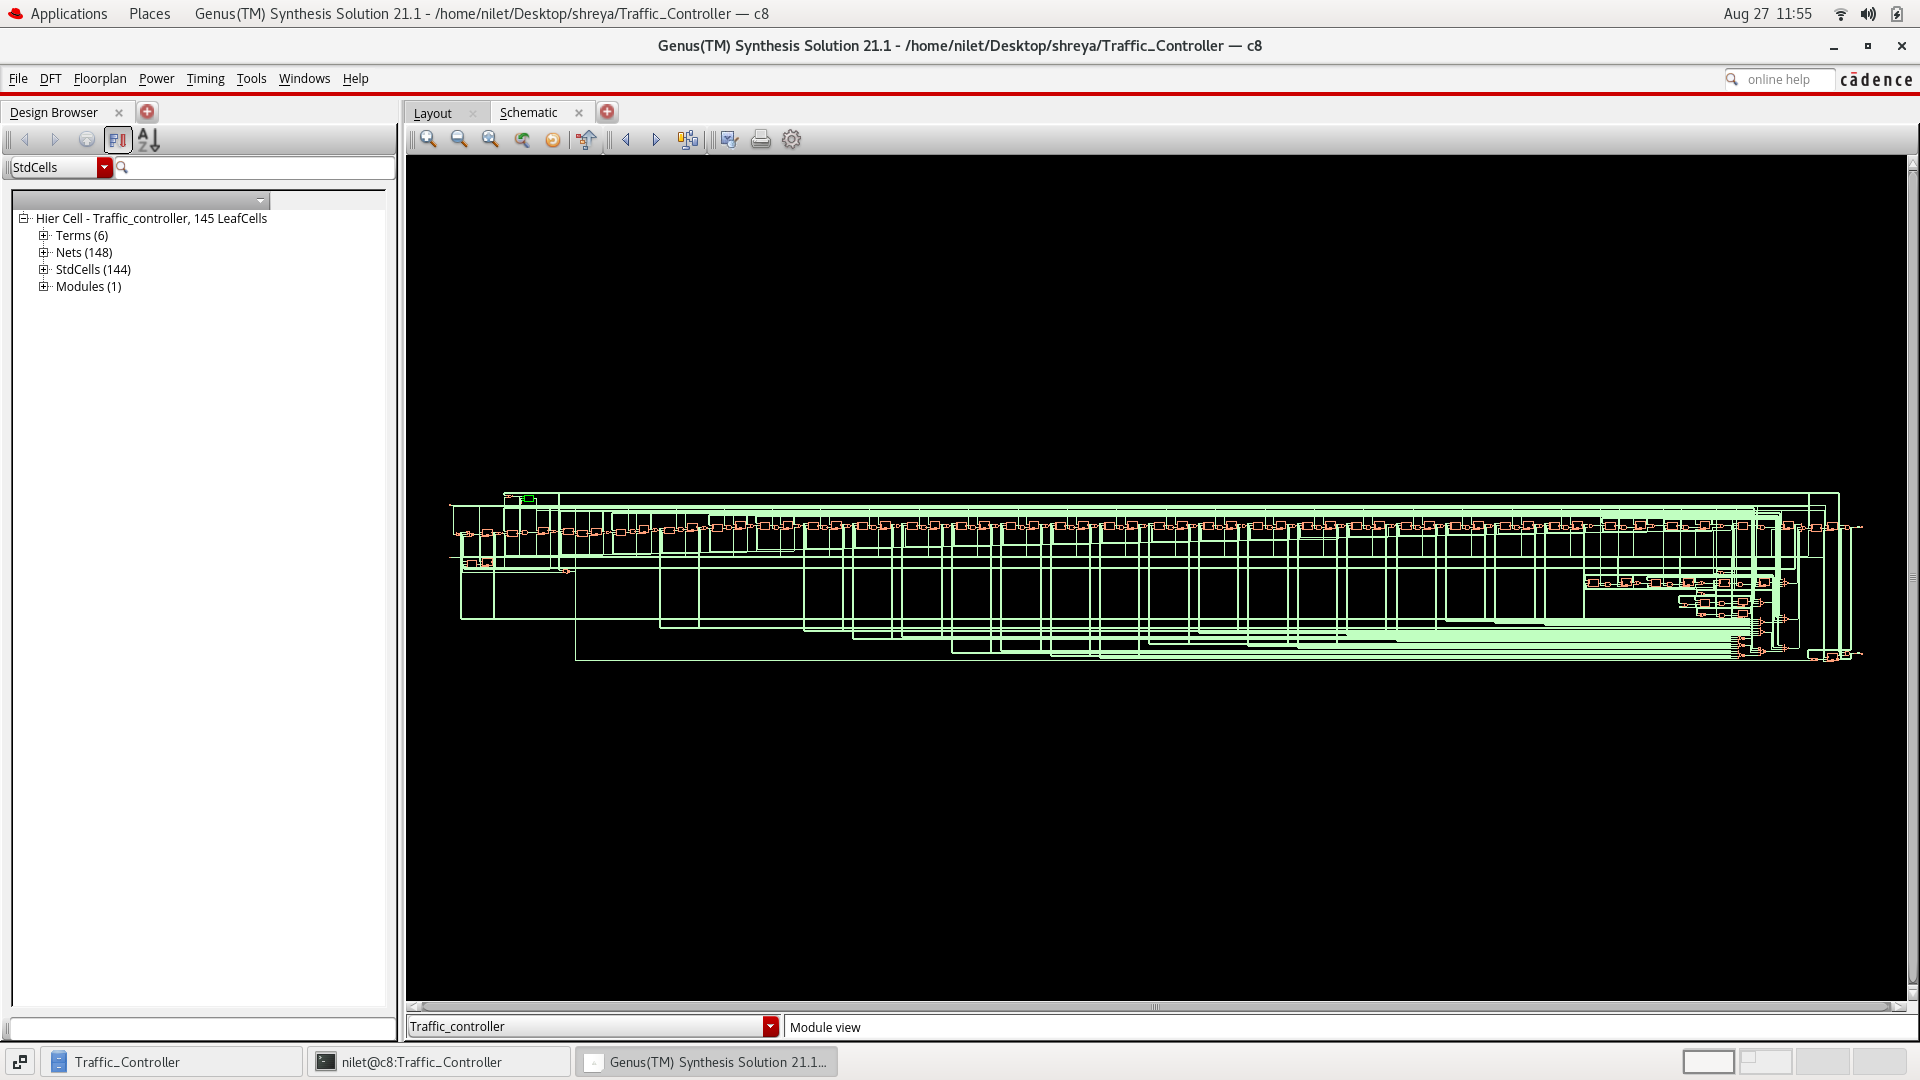 Applications Places Genus(TM) Synthesis Solution 21.1 - /home/nilet/Desktop/shreya/Traffic_Controller — c8 Aug 27 11:55
Genus(TM) Synthesis Solution 21.1 - /home/nilet/Desktop/shreya/Traffic_Controller — c8
File DFT Floorplan Power Timing Tools Windows Help online help cādence
Design Browser Layout Schematic
A
Z
StdCells
Hier Cell - Traffic_controller, 145 LeafCells
Terms (6)
Nets (148)
StdCells (144)
Modules (1)
Traffic_controller Module view
Traffic_Controller nilet@c8:Traffic_Controller Genus(TM) Synthesis Solution 21.1...